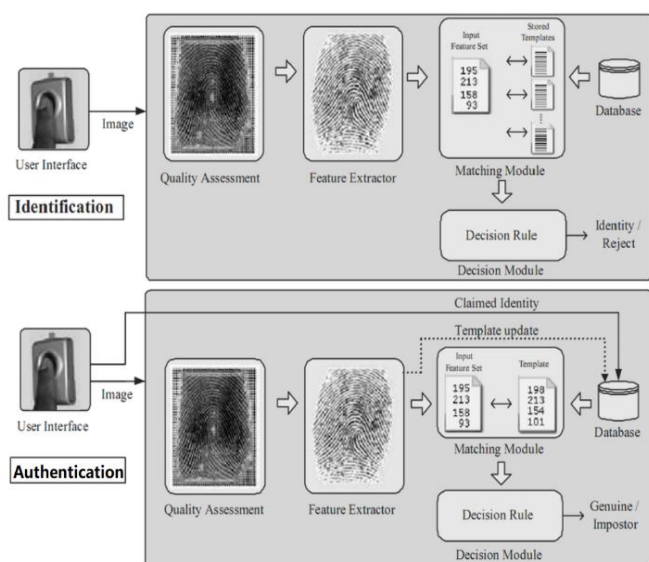 Input
Feature Set
Stored
Templates
195
213
158
93
Database
Image
User Interface
Quality Assessment
Feature Extractor
Matching Module
Identification
Decision Rule
Identity /
Reject
Decision Module
Claimed Identity
Template update
Input
Feature Set
Template
195
213
158
93
198
213
154
101
Image
Database
User Interface
Matching Module
Authentication
Quality Assessment
Feature Extractor
Decision Rule
Genuine /
Impostor
Decision Module